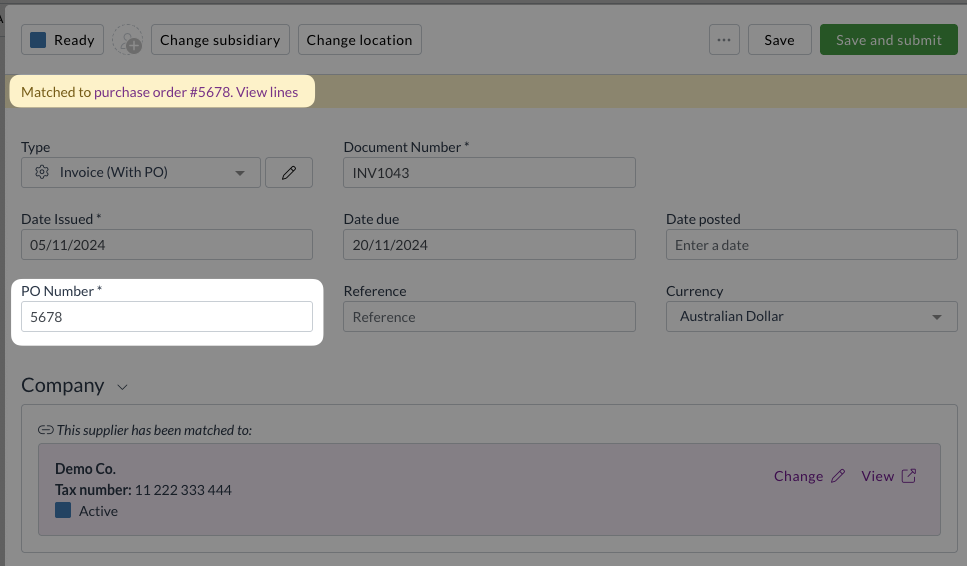 Ready
Change subsidiary
Change location
Save
Save and submit
Matched to purchase order #5678. View lines
Type
Document Number *
Invoice (With PO)
INV1043
Date Issued *
Date due
Date posted
05/11/2024
20/11/2024
Enter a date
PO Number *
Reference
Currency
5678
Reference
Australian Dollar
Company
This supplier has been matched to:
Demo Co.
Tax number: 11 222 333 444
Change
View
Active